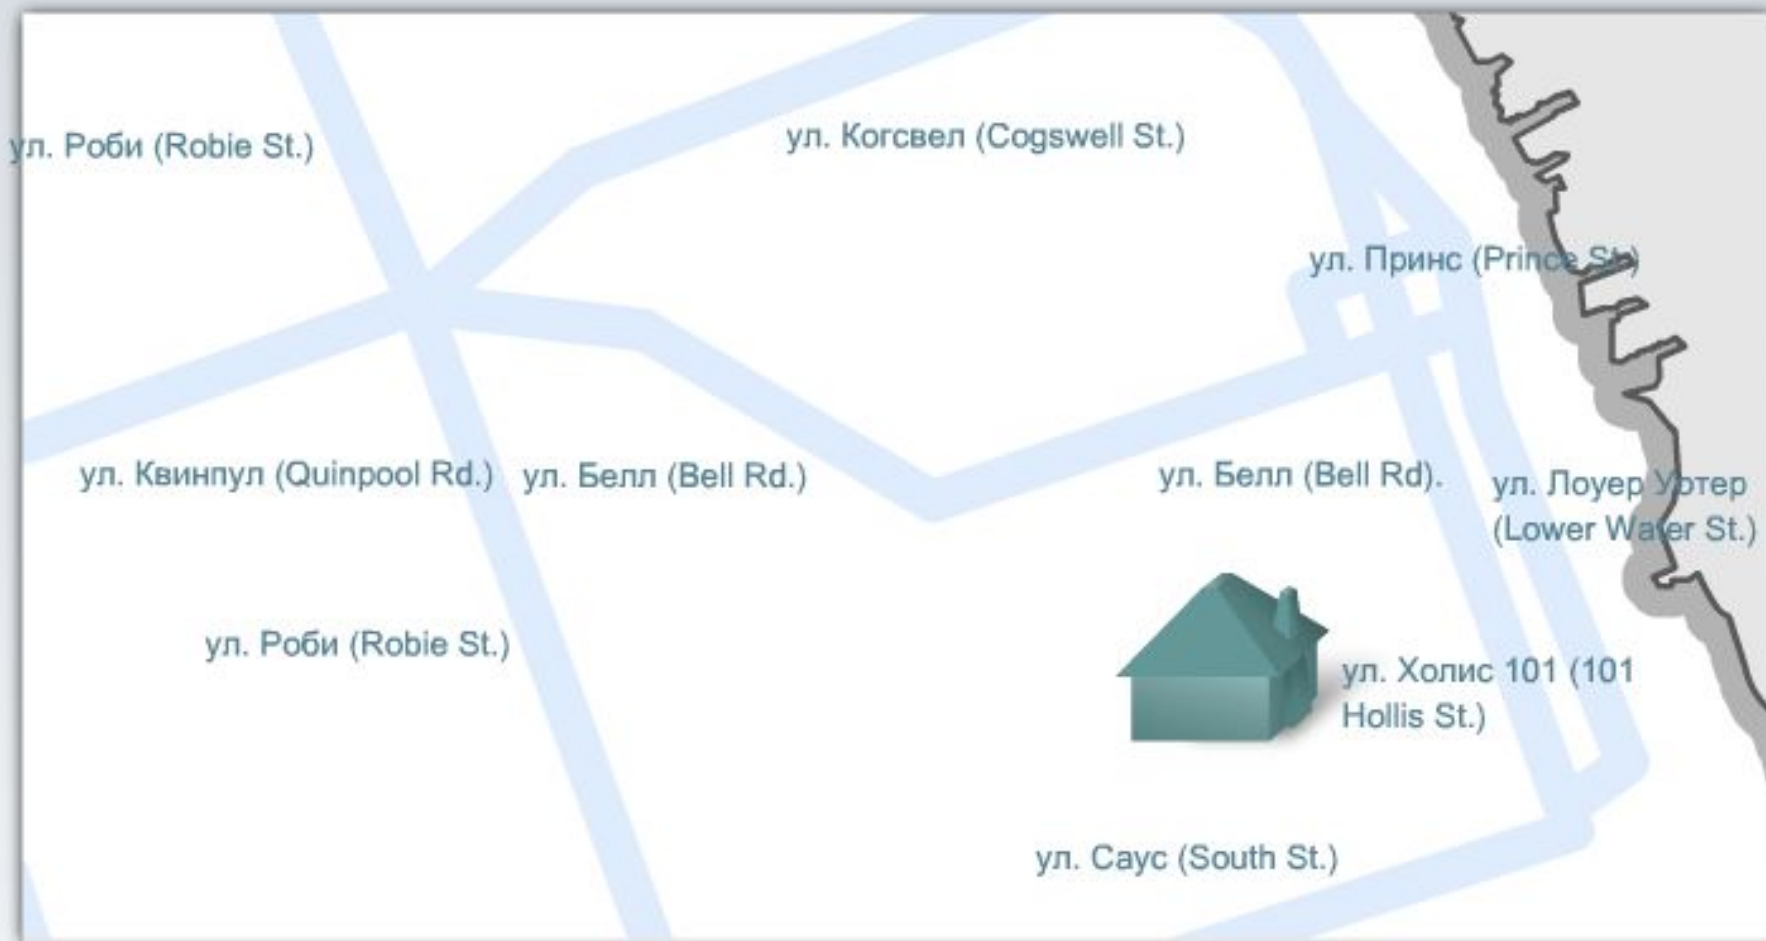 ул. Роби (Robie St.)
ул. Когсвел (Cogswell St.)
ул. Принс (Prince St.)
ул. Квинпул (Quinpool Rd.)
ул. Белл (Bell Rd.)
ул. Белл (Bell Rd).
ул. Лоуер Уотер
(Lower Water St.)
ул. Роби (Robie St.)
ул. Холис 101 (101
Hollis St.)
ул. Саус (South St.)